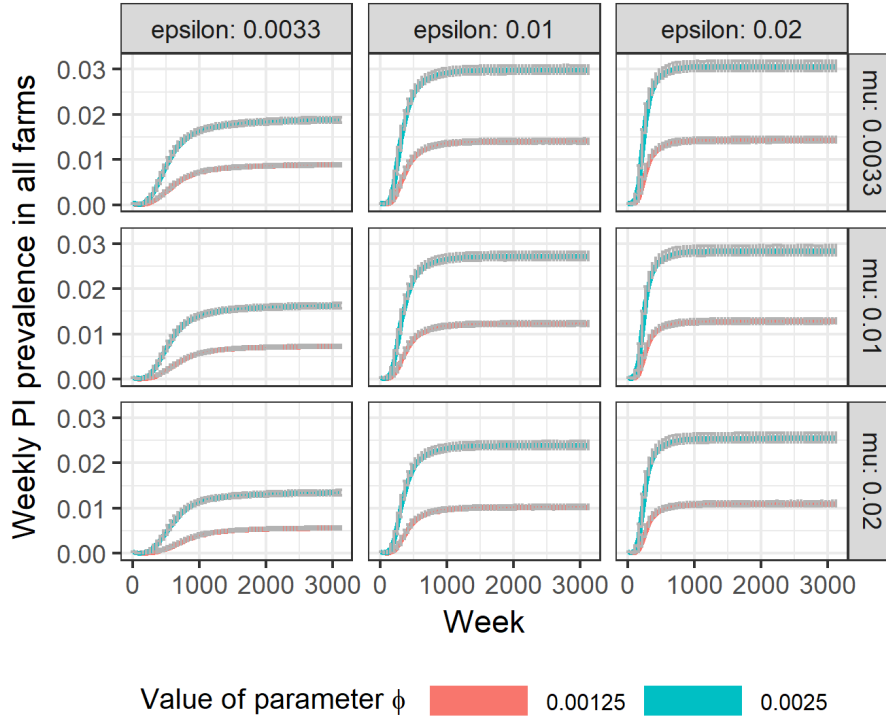 epsilon: 0.0033
epsilon: 0.01
epsilon: 0.02
Weekly PI prevalence in all farms
0.03
0.02
0.01
0.00
mu: 0.0033
0.03
0.02
0.01
0.00
mu: 0.01
0.03
0.02
0.01
0.00
mu: 0.02
0 1000 2000 3000
0 1000 2000 3000
0 1000 2000 3000
Week
Value of parameter ϕ 0.00125 0.0025